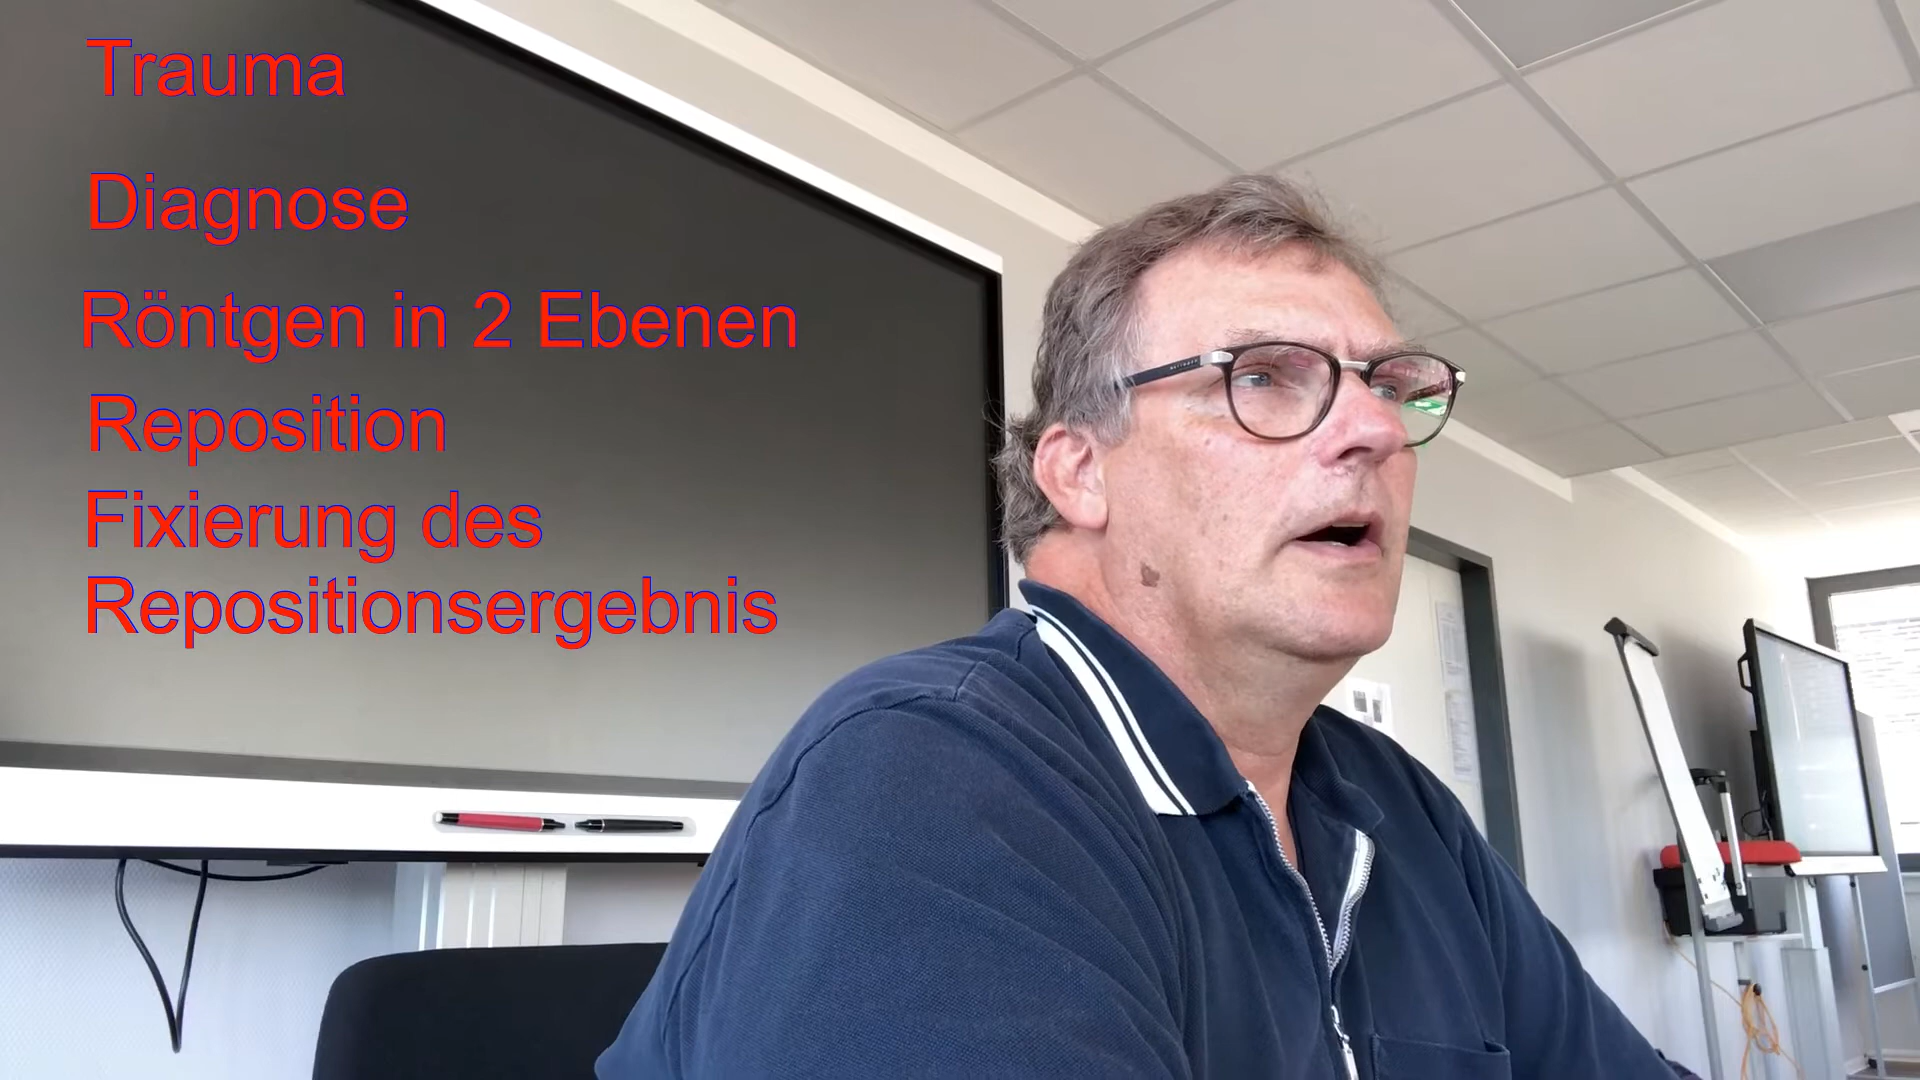 Trauma
Diagnose
Röntgen in 2 Ebenen
Reposition
Fixierung des
Repositionsergebnis